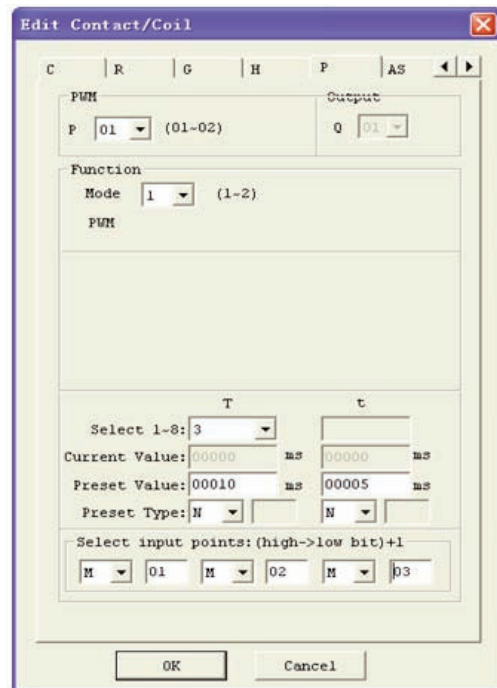 Edit Contact/Coil
C R G H P AS
PWM
P 01 (01~02)
Output
Q 01
Function
Mode 1 (1~2)
PWM
T t
Select 1~8: 3
Current Value: 00000 ms 00000 ms
Preset Value: 00010 ms 00005 ms
Preset Type: N N
Select input points:(high->low bit)+1
M 01 M 02 M 03
OK Cancel